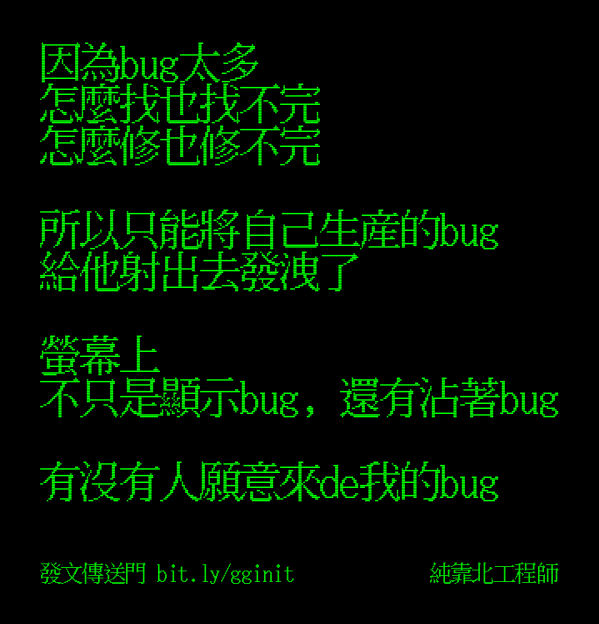 因為bug太多
怎麼找也找不完
怎麼修也修不完
所以只能將自己生産的bug
給他射出去發洩了
螢幕上
不只是顯示bug, 還有沾著bug
有沒有人願意來de我的bug
發文傳送門 bit.ly/gginit
純靠北工程師